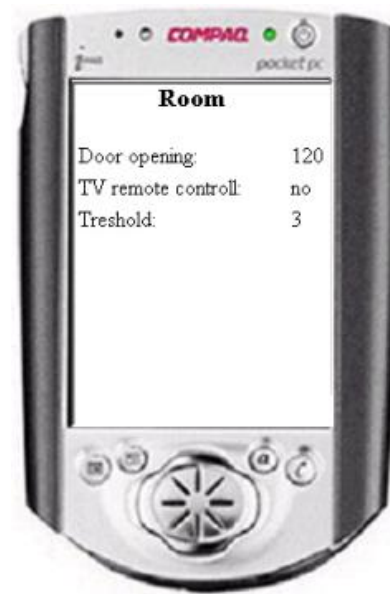 COMPAQ
pocket pc
Room
Door opening: 120
TV remote controll: no
Treshold: 3